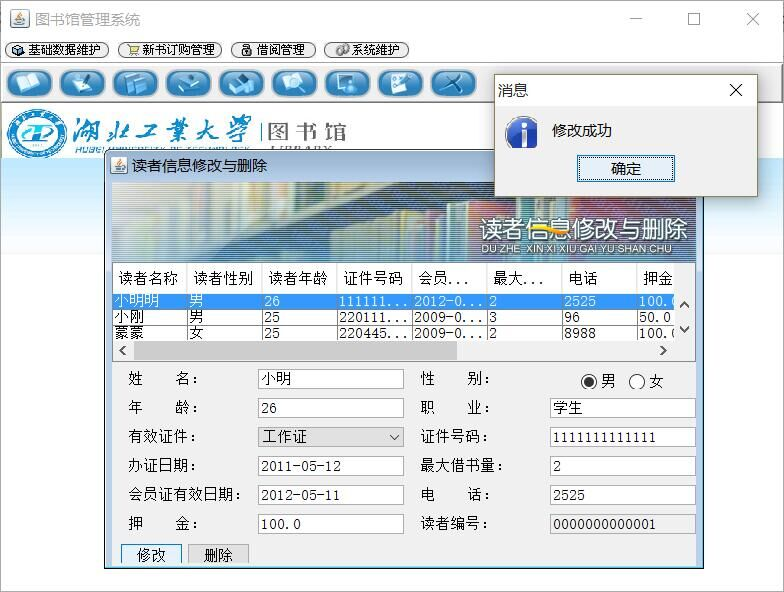 图书馆管理系统
基础数据维护 新书订购管理 借阅管理 系统维护
消息
修改成功
确定
湖北工业大学 图书馆
读者信息修改与删除
读者信息修改与删除
DU ZHE XIN XI XIU GAI YU SHAN CHU
读者名称 读者性别 读者年龄 证件号码 会员... 最大... 电话 押金
小明明 男 26 111111... 2012-0... 2 2525 100.
小刚 男 25 220111... 2009-0... 3 96 50.0
蒙蒙 女 25 220445... 2009-0... 2 8988 100.
姓 名: 小明 性 别: 男 女
年 龄: 26 职 业: 学生
有效证件: 工作证 证件号码: 1111111111111
办证日期: 2011-05-12 最大借书量: 2
会员证有效日期: 2012-05-11 电 话: 2525
押 金: 100.0 读者编号: 0000000000001
修改 删除